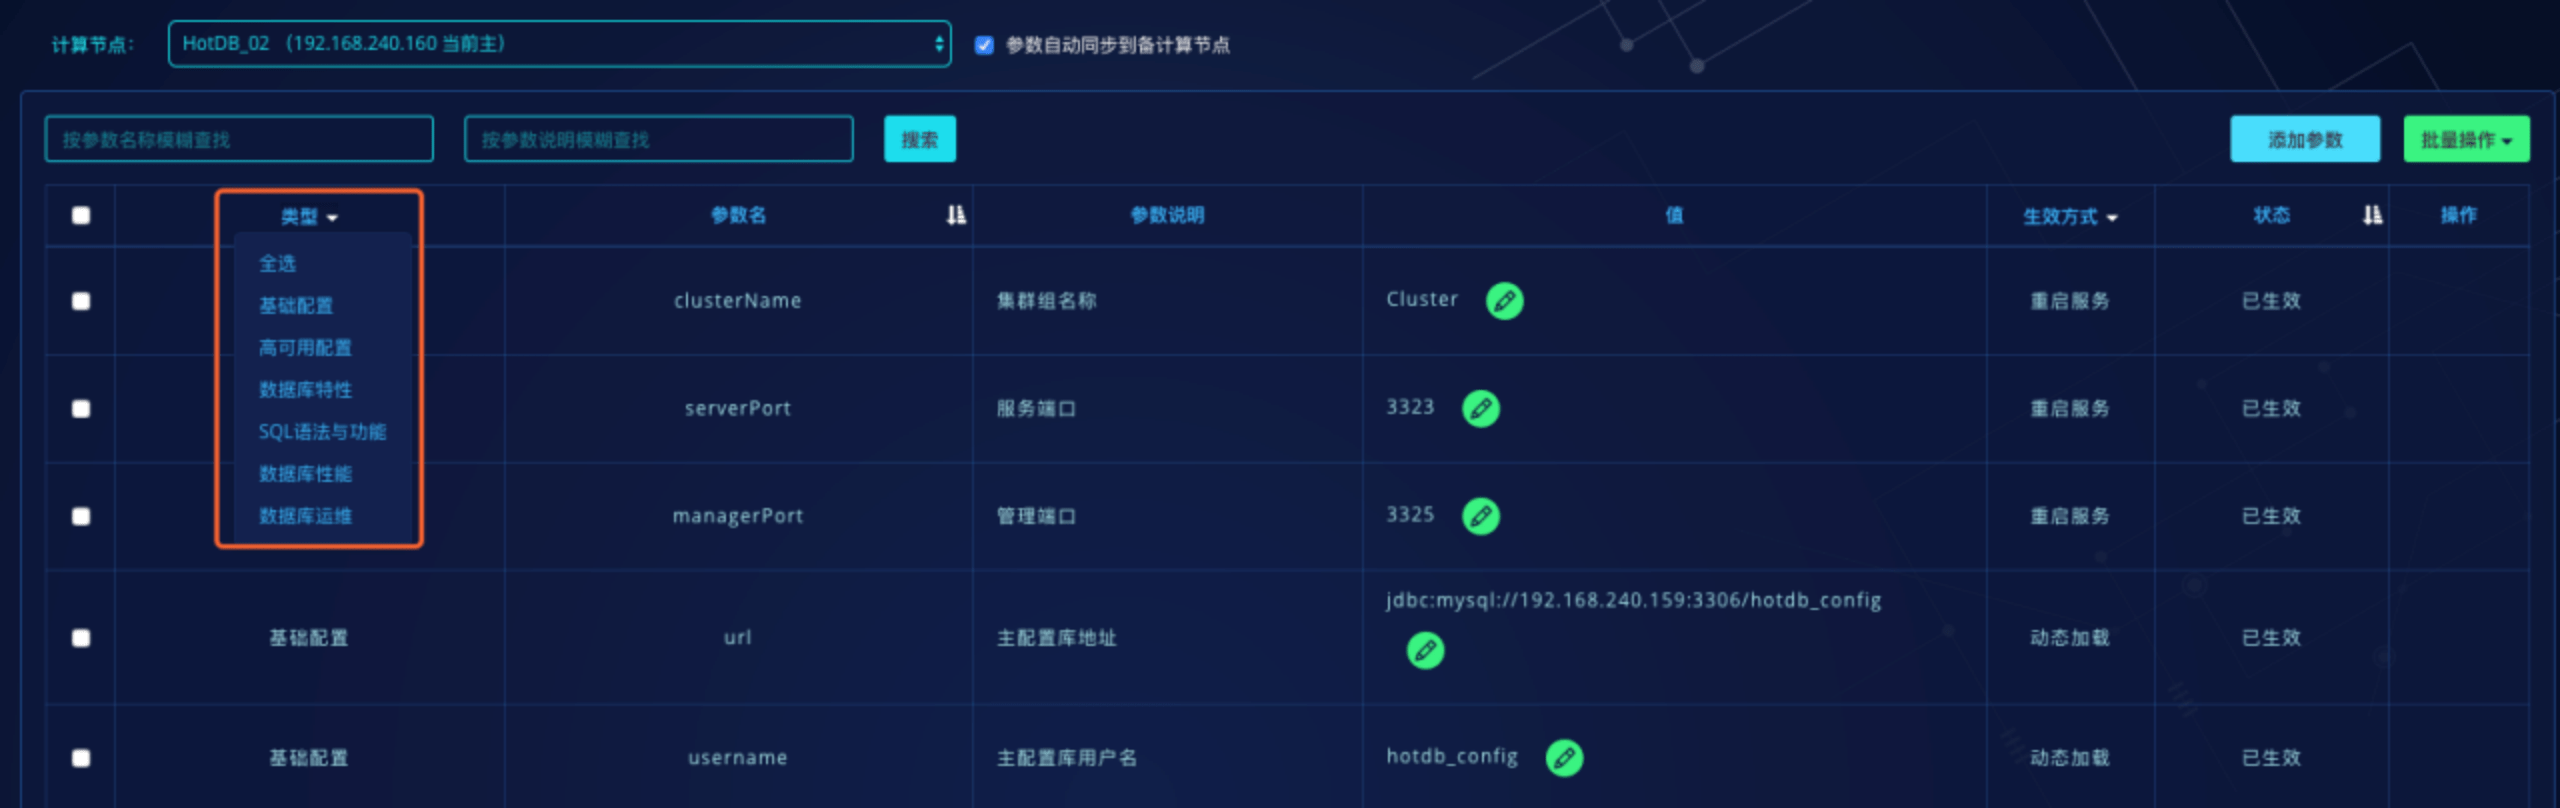 计算节点： HotDB_02 （192.168.240.160 当前主） 参数自动同步到备计算节点
按参数名称模糊查找 按参数说明模糊查找 搜索 添加参数 批量操作
类型 参数名 参数说明 值 生效方式 状态 操作
全选
基础配置
高可用配置
数据库特性
SQL语法与功能
数据库性能
数据库运维
clusterName 集群组名称 Cluster 重启服务 已生效
serverPort 服务端口 3323 重启服务 已生效
managerPort 管理端口 3325 重启服务 已生效
基础配置 url 主配置库地址 jdbc:mysql://192.168.240.159:3306/hotdb_config 动态加载 已生效
基础配置 username 主配置库用户名 hotdb_config 动态加载 已生效